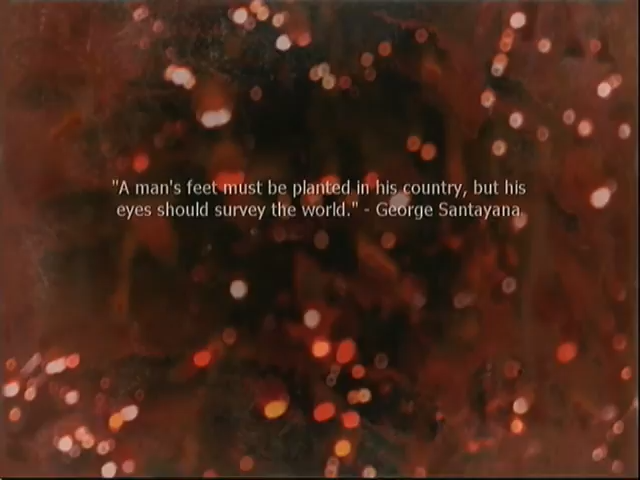 "A man's feet must be planted in his country, but his
eyes should survey the world." - George Santayana